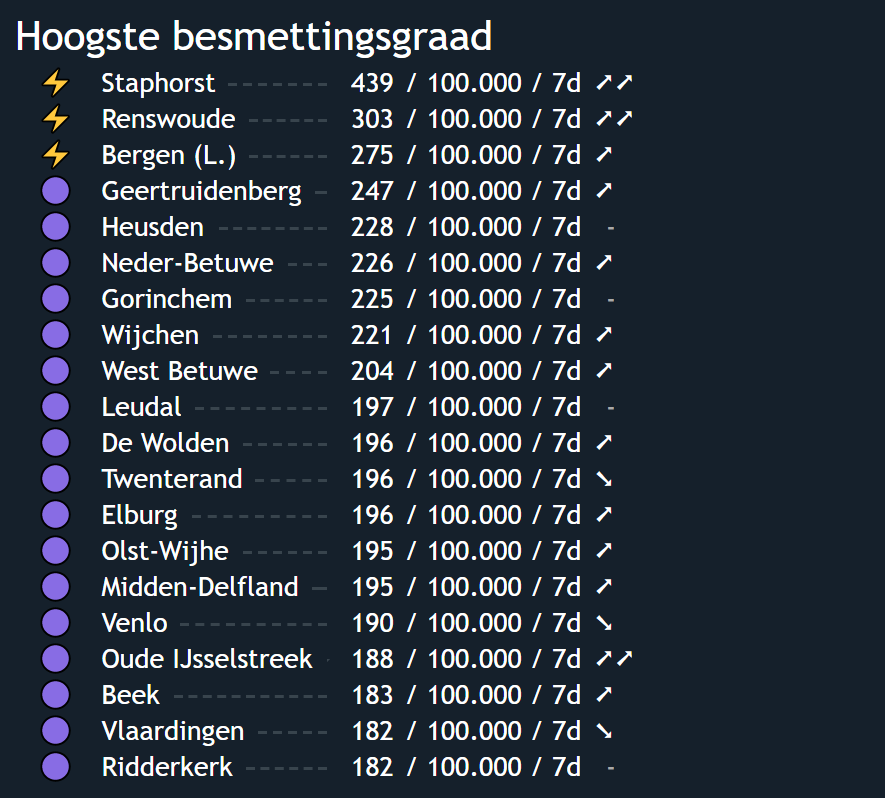 Hoogste besmettingsgraad
⚡ Staphorst ------- 439 / 100.000 / 7d ➚➚
⚡ Renswoude ------ 303 / 100.000 / 7d ➚➚
⚡ Bergen (L.) ------ 275 / 100.000 / 7d ➚
🟣 Geertruidenberg - 247 / 100.000 / 7d ➚
🟣 Heusden -------- 228 / 100.000 / 7d -
🟣 Neder-Betuwe --- 226 / 100.000 / 7d ➚
🟣 Gorinchem ------ 225 / 100.000 / 7d -
🟣 Wijchen -------- 221 / 100.000 / 7d ➚
🟣 West Betuwe ---- 204 / 100.000 / 7d ➚
🟣 Leudal --------- 197 / 100.000 / 7d -
🟣 De Wolden ------ 196 / 100.000 / 7d ➚
🟣 Twenterand ----- 196 / 100.000 / 7d ➘
🟣 Elburg --------- 196 / 100.000 / 7d ➚
🟣 Olst-Wijhe ------ 195 / 100.000 / 7d ➚
🟣 Midden-Delfland - 195 / 100.000 / 7d ➚
🟣 Venlo ---------- 190 / 100.000 / 7d ➘
🟣 Oude IJsselstreek - 188 / 100.000 / 7d ➚➚
🟣 Beek ----------- 183 / 100.000 / 7d ➚
🟣 Vlaardingen ----- 182 / 100.000 / 7d ➘
🟣 Ridderkerk ------ 182 / 100.000 / 7d -